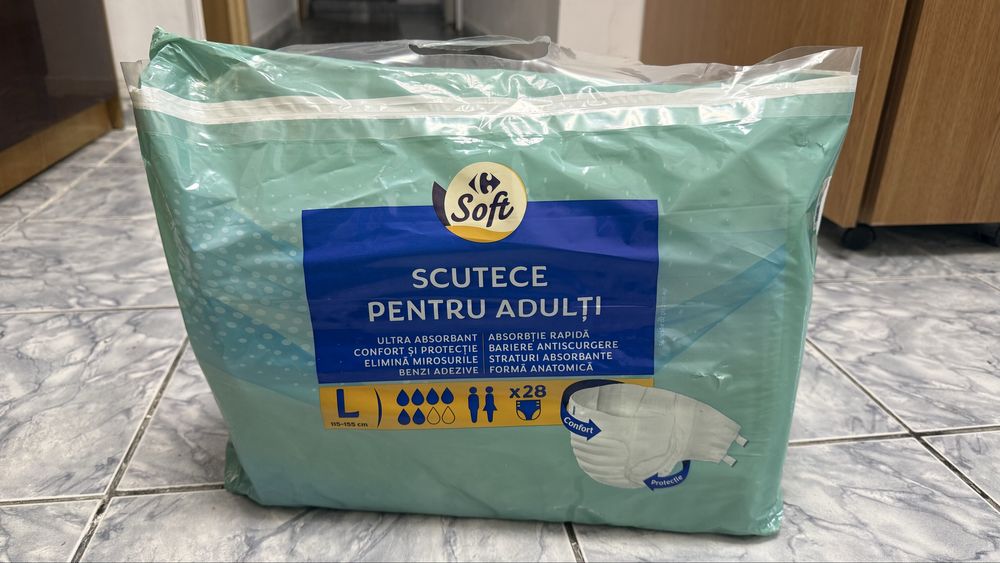 Soft
SCUTECE
PENTRU ADULȚI
ULTRA ABSORBANT
CONFORT ȘI PROTECȚIE
ELIMINĂ MIROSURILE
BENZI ADEZIVE
ABSORBȚIE RAPIDĂ
BARIERE ANTISCURGERE
STRATURI ABSORBANTE
FORMĂ ANATOMICĂ
L
115-155 cm
x28
Confort
Protecție